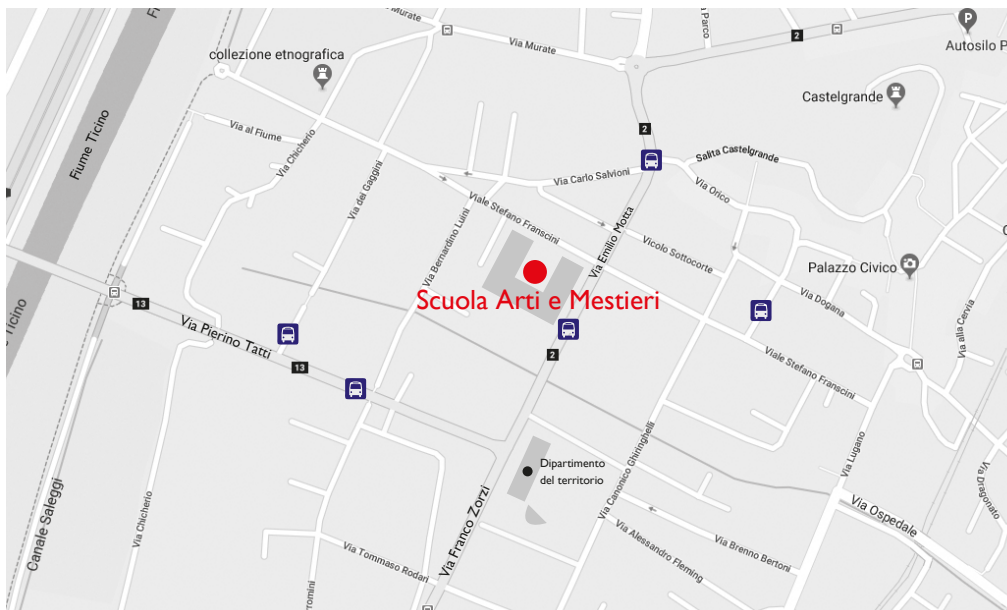 Fi
Via Murate
Via Parco
P
Autosilo P
Via Murate
2
collezione etnografica
Castelgrande
Fiume Ticino
Via al Fiume
Via Chicherio
2
Salita Castelgrande
Via dei Gaggini
Via Carlo Salvioni
Via Orico
Viale Stefano Franscini
Via Bernardino Luini
Via Emilio Motta
Vicolo Sottocorte
Palazzo Civico
Scuola Arti e Mestieri
Via Dogana
13
Ticino
Via Pierino Tatti
Via alla Cervia
2
Viale Stefano Franscini
13
Via Canonico Ghiringhelli
Via Lugano
Dipartimento
del territorio
Via Dragonato
Canale Saleggi
Via Chicherio
Via Ospedale
Via Franco Zorzi
Via Brenno Bertoni
Via Alessandro Fleming
Via Tommaso Rodari
rromini